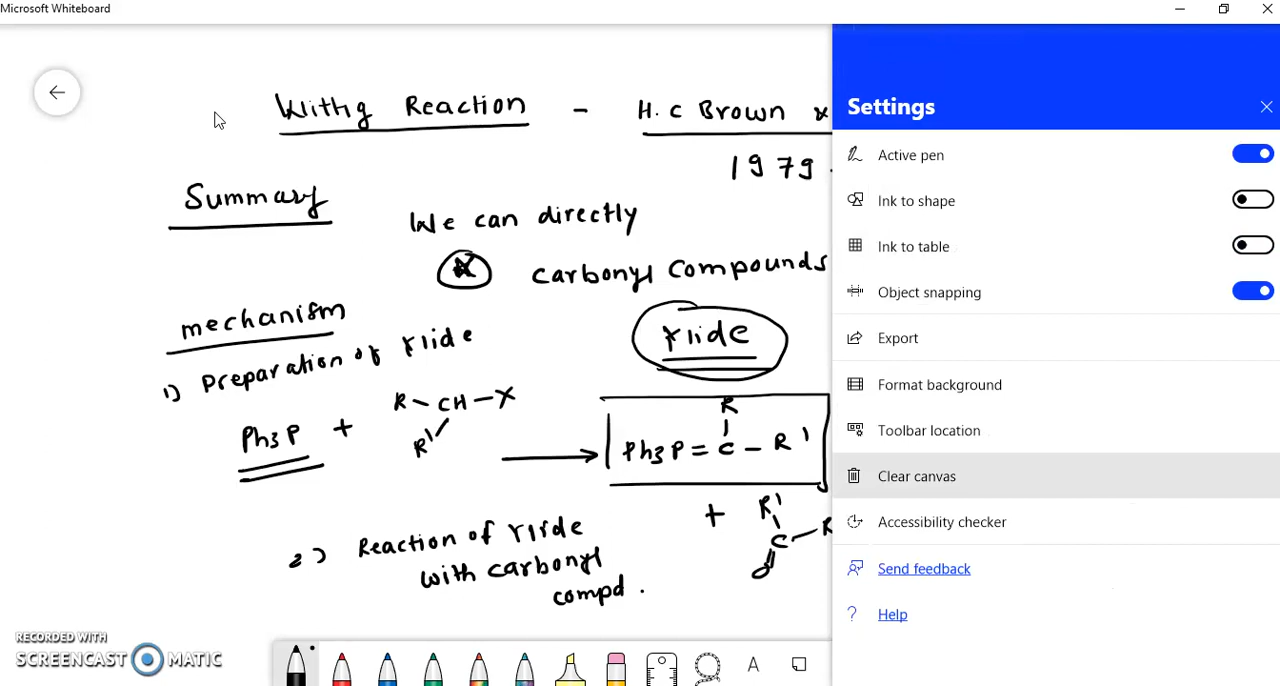 Microsoft Whiteboard
Wittig Reaction - H.C Brown &
1979
Summary
We can directly
carbonyl compounds
mechanism
1) Preparation of Ylide
Ylide
Ph3P + R - CH - X
R'
R
Ph3P = C - R'
+ R'
C - R
O
2) Reaction of Ylide
with carbonyl
compd.
RECORDED WITH
SCREENCAST MATIC
Settings
Active pen
Ink to shape
Ink to table
Object snapping
Export
Format background
Toolbar location
Clear canvas
Accessibility checker
Send feedback
? Help
A